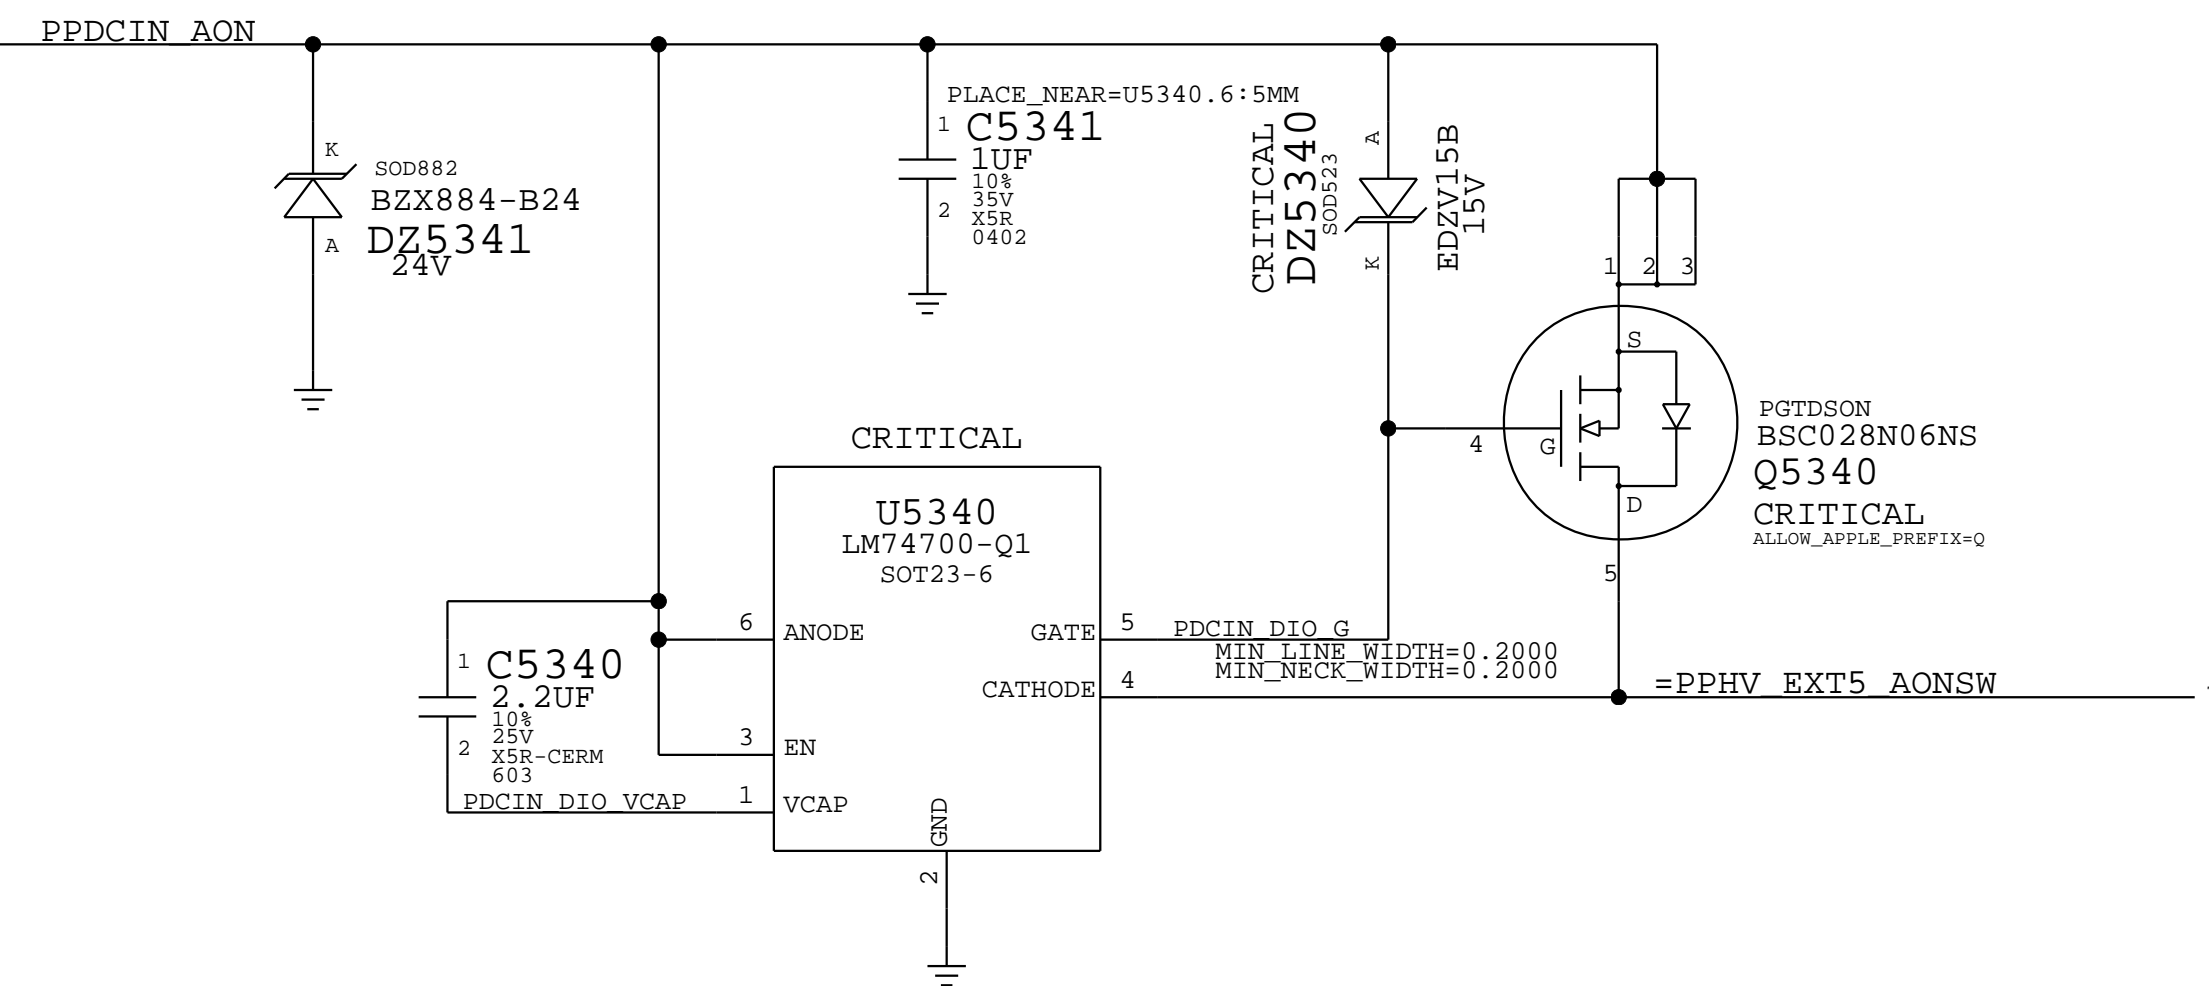 PPDCIN_AON
K
SOD882
BZX884-B24
DZ5341
24V
A
PLACE_NEAR=U5340.6:5MM
1
C5341
1UF
10%
35V
X5R
0402
2
CRITICAL
DZ5340
SOD523
A
K
EDZV15B
15V
1
2
3
S
G
D
4
5
PGTDSON
BSC028N06NS
Q5340
CRITICAL
ALLOW_APPLE_PREFIX=Q
CRITICAL
U5340
LM74700-Q1
SOT23-6
6
ANODE
GATE
5
PDCIN_DIO_G
MIN_LINE_WIDTH=0.2000
MIN_NECK_WIDTH=0.2000
CATHODE
4
=PPHV_EXT5_AONSW
1
C5340
2.2UF
10%
25V
X5R-CERM
603
2
3
EN
PDCIN_DIO_VCAP
1
VCAP
GND
2